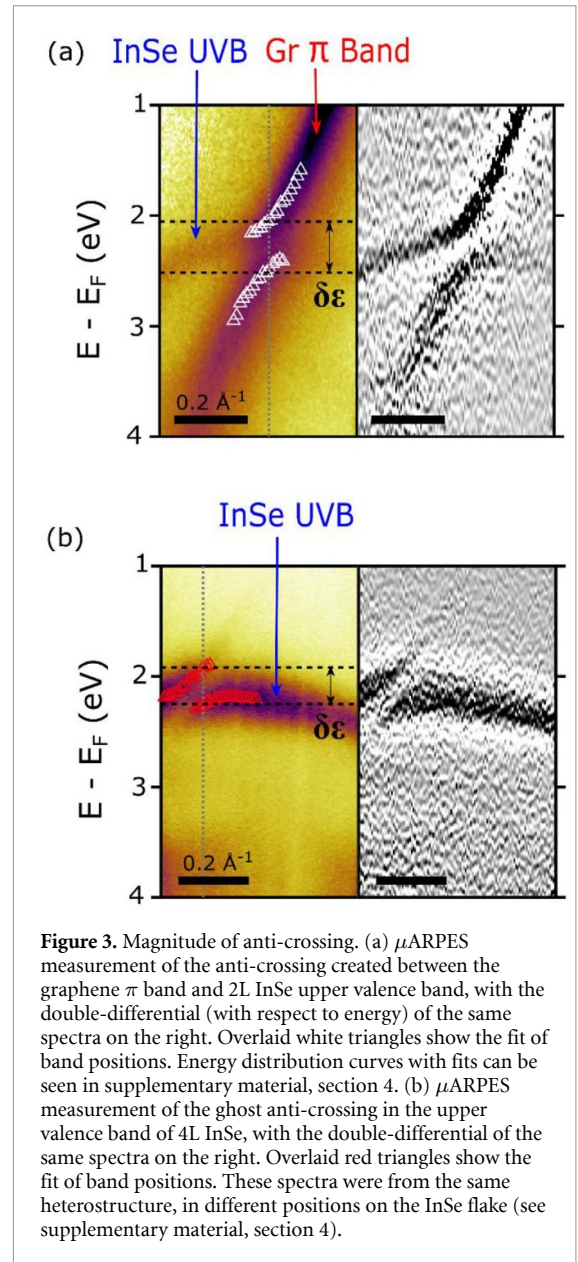 (a)
InSe UVB Gr π Band
1
2
3
4
E - E_F (eV)
δε
0.2 Å⁻¹
(b)
InSe UVB
1
2
3
4
E - E_F (eV)
δε
0.2 Å⁻¹
Figure 3. Magnitude of anti-crossing. (a) μARPES
measurement of the anti-crossing created between the
graphene π band and 2L InSe upper valence band, with the
double-differential (with respect to energy) of the same
spectra on the right. Overlaid white triangles show the fit of
band positions. Energy distribution curves with fits can be
seen in supplementary material, section 4. (b) μARPES
measurement of the ghost anti-crossing in the upper
valence band of 4L InSe, with the double-differential of the
same spectra on the right. Overlaid red triangles show the
fit of band positions. These spectra were from the same
heterostructure, in different positions on the InSe flake (see
supplementary material, section 4).